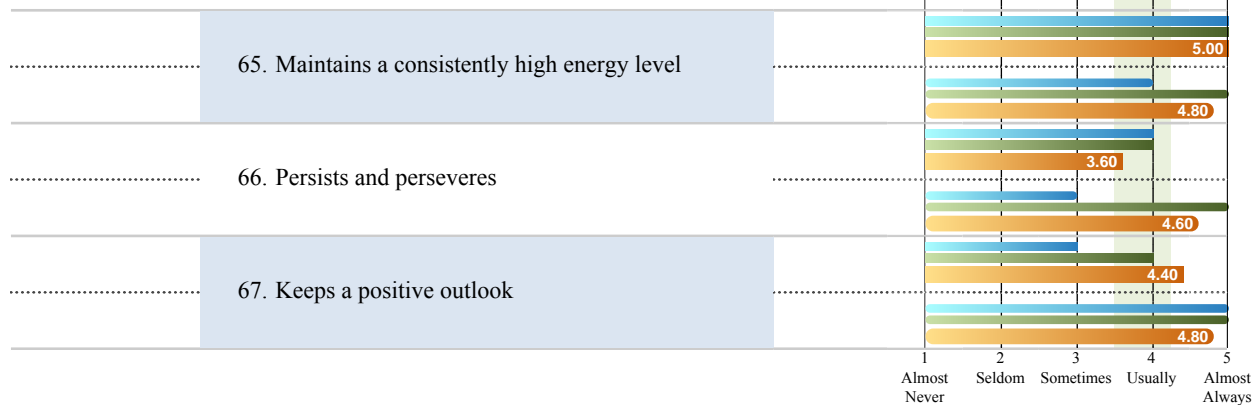 5.00
65. Maintains a consistently high energy level
4.80
3.60
66. Persists and perseveres
4.60
4.40
67. Keeps a positive outlook
4.80
1 2 3 4 5
Almost Seldom Sometimes Usually Almost
Never Always